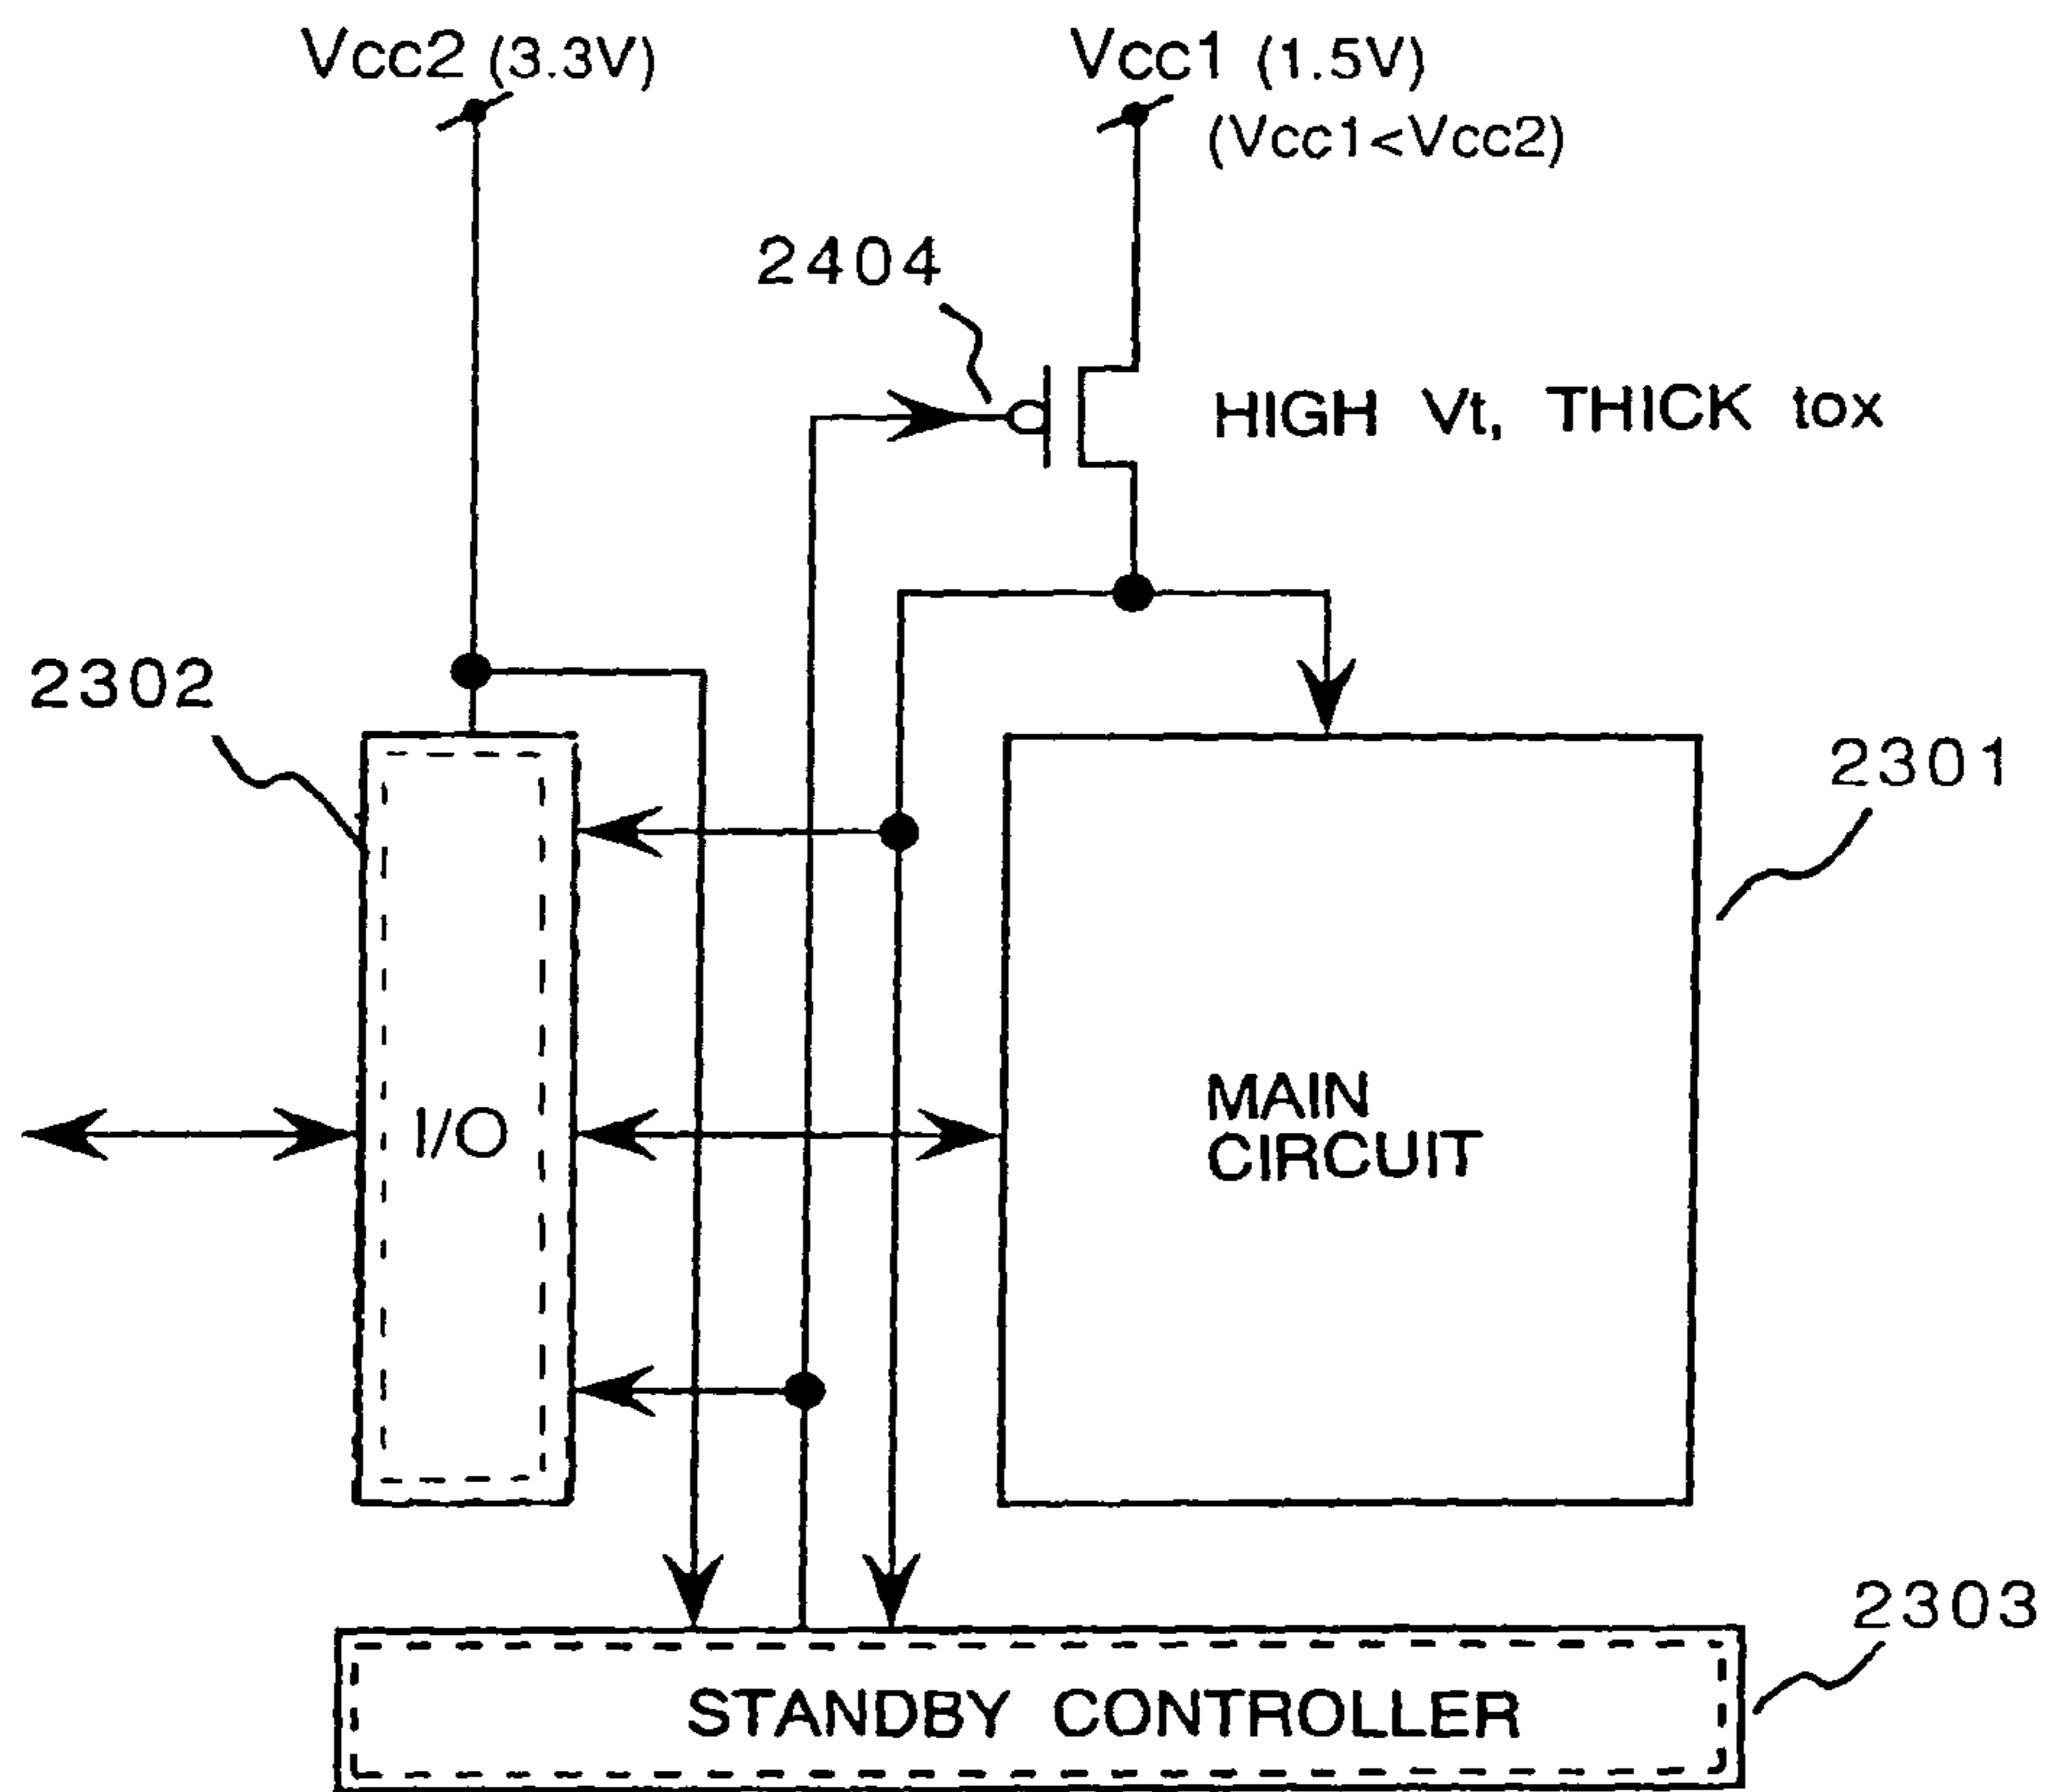 Vcc2 (3.3V)
Vcc1 (1.5V)
(Vcc1<Vcc2)
2404
HIGH Vt, THICK tox
2302
2301
I/O
MAIN
CIRCUIT
2303
STANDBY CONTROLLER